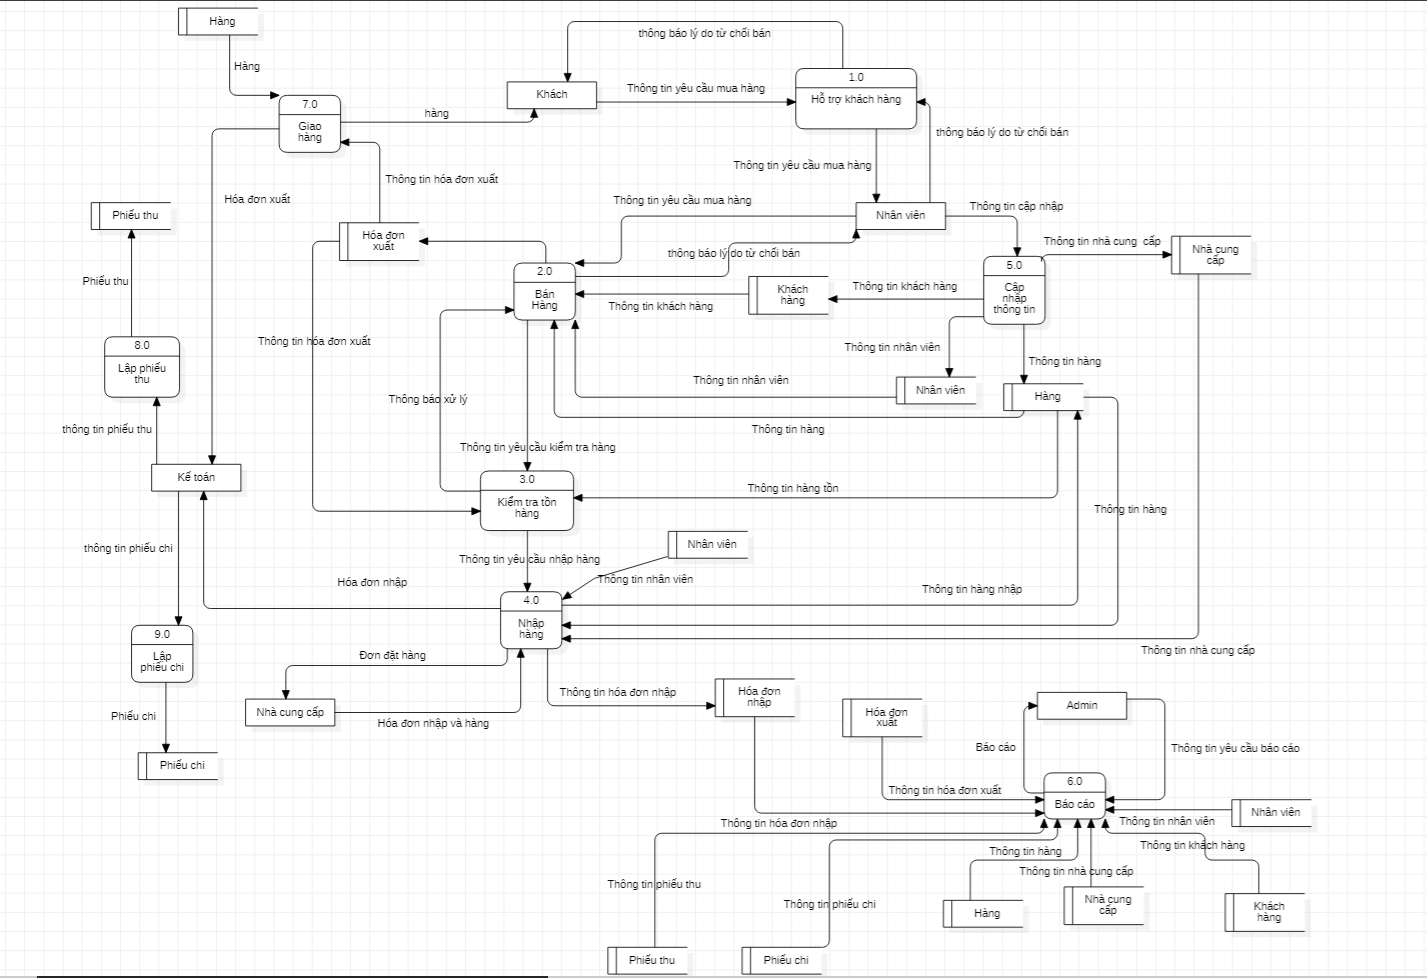 Hàng
thông báo lý do từ chối bán
Hàng
1.0
Hỗ trợ khách hàng
Khách
Thông tin yêu cầu mua hàng
7.0
Giao
hàng
hàng
thông báo lý do từ chối bán
Thông tin yêu cầu mua hàng
Thông tin hóa đơn xuất
Hóa đơn xuất
Thông tin yêu cầu mua hàng
Nhân viên
Thông tin cập nhập
Phiếu thu
Hóa đơn
xuất
thông báo lý do từ chối bán
Thông tin nhà cung  cấp
Nhà cung
cấp
Phiếu thu
2.0
Bán
Hàng
5.0
Cập
nhập
thông tin
Khách
hàng
Thông tin khách hàng
Thông tin khách hàng
8.0
Lập phiếu
thu
Thông tin hóa đơn xuất
Thông tin nhân viên
Thông tin hàng
Thông tin nhân viên
Nhân viên
Hàng
Thông báo xử lý
thông tin phiếu thu
Thông tin hàng
Thông tin yêu cầu kiểm tra hàng
Kế toán
3.0
Kiểm tra tồn
hàng
Thông tin hàng tồn
Thông tin hàng
thông tin phiếu chi
Nhân viên
Thông tin yêu cầu nhập hàng
Hóa đơn nhập
Thông tin nhân viên
Thông tin hàng nhập
4.0
Nhập
hàng
9.0
Lập
phiếu chi
Thông tin nhà cung cấp
Đơn đặt hàng
Thông tin hóa đơn nhập
Hóa đơn
nhập
Nhà cung cấp
Hóa đơn nhập và hàng
Phiếu chi
Hóa đơn
xuất
Admin
Báo cáo
Thông tin yêu cầu báo cáo
Phiếu chi
6.0
Báo cáo
Thông tin hóa đơn xuất
Nhân viên
Thông tin hóa đơn nhập
Thông tin nhân viên
Thông tin hàng
Thông tin khách hàng
Thông tin nhà cung cấp
Thông tin phiếu thu
Thông tin phiếu chi
Hàng
Nhà cung
cấp
Khách
hàng
Phiếu thu
Phiếu chi